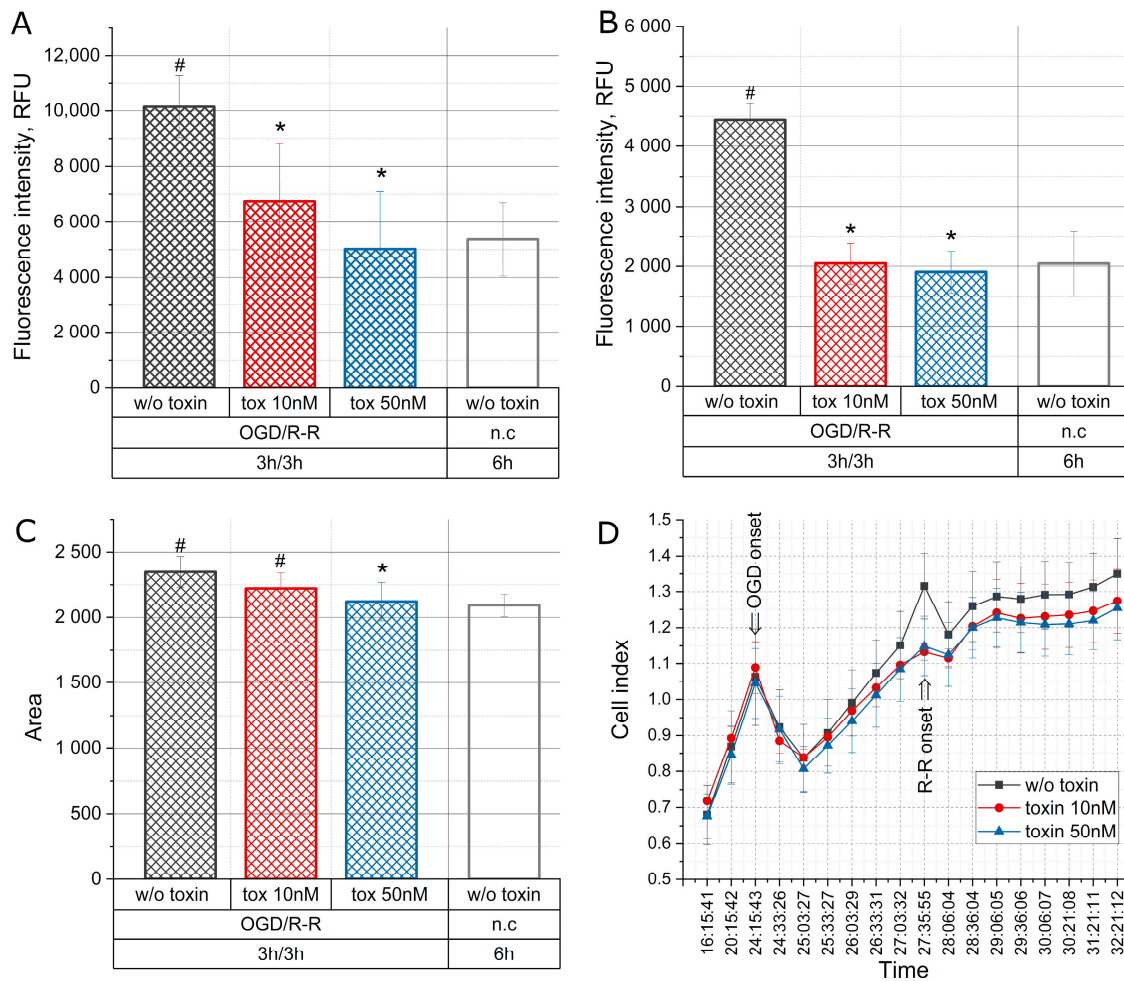 A
Fluorescence intensity, RFU
12,000
10,000
8 000
6 000
4 000
2 000
0
#
*
*
w/o toxin tox 10nM tox 50nM w/o toxin
OGD/R-R n.c
3h/3h 6h
B
Fluorescence intensity, RFU
6 000
5 000
4 000
3 000
2 000
1 000
0
#
*
*
w/o toxin tox 10nM tox 50nM w/o toxin
OGD/R-R n.c
3h/3h 6h
C
Area
2 500
2 000
1 500
1 000
500
0
#
#
*
w/o toxin tox 10nM tox 50nM w/o toxin
OGD/R-R n.c
3h/3h 6h
D
Cell index
1.5
1.4
1.3
1.2
1.1
1.0
0.9
0.8
0.7
0.6
0.5
OGD onset
R-R onset
w/o toxin
toxin 10nM
toxin 50nM
16:15:41
20:15:42
24:15:43
24:33:26
25:03:27
25:33:27
26:03:29
26:33:31
27:03:32
27:35:55
28:06:04
28:36:04
29:06:05
29:36:06
30:06:07
30:21:08
31:21:11
32:21:12
Time